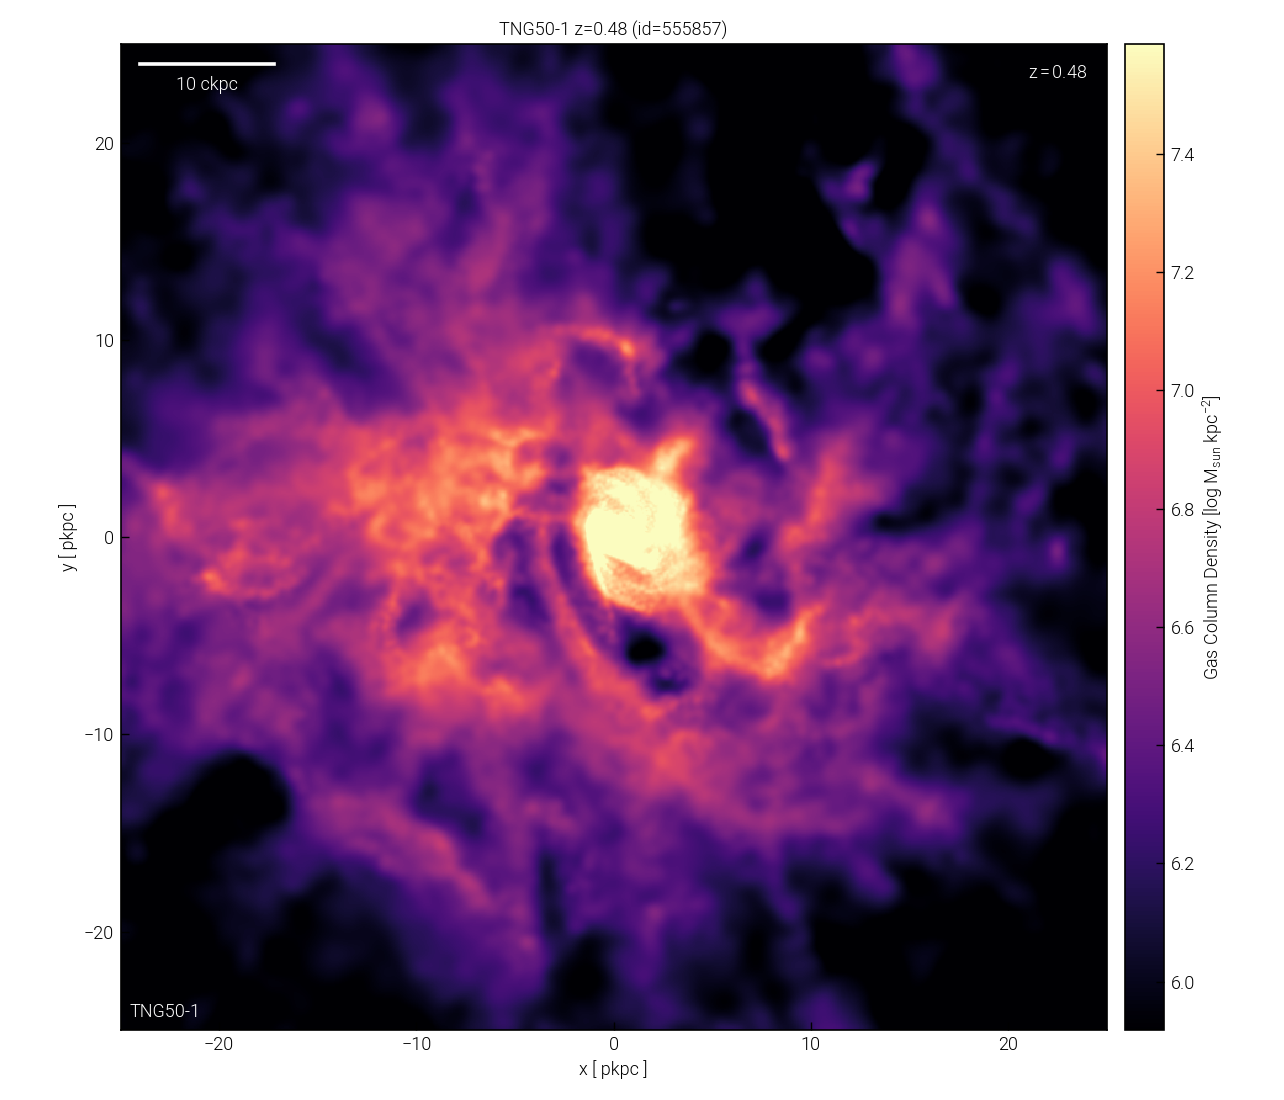 TNG50-1 z=0.48 (id=555857)
10 ckpc
z = 0.48
20
10
0
−10
−20
y [ pkpc ]
TNG50-1
−20
−10
0
10
20
x [ pkpc ]
7.4
7.2
7.0
6.8
6.6
6.4
6.2
6.0
Gas Column Density [log M_sun kpc^−2]